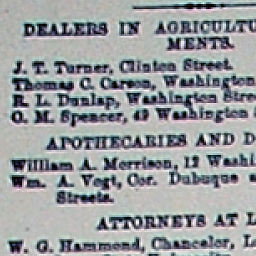 DEALERS IN AGRICULTU
MENTS.
J. T. Turner, Clinton Street.
Thomas C. Carson, Washington
R. L. Dunlap, Washington Stre
O. M. Spencer, 49 Washington
APOTHECARIES AND D
William A. Morrison, 12 Washi
Wm. A. Vogt, Cor. Dubuque a
Streets.
ATTORNEYS AT L
W. G. Hammond, Chancelor, L